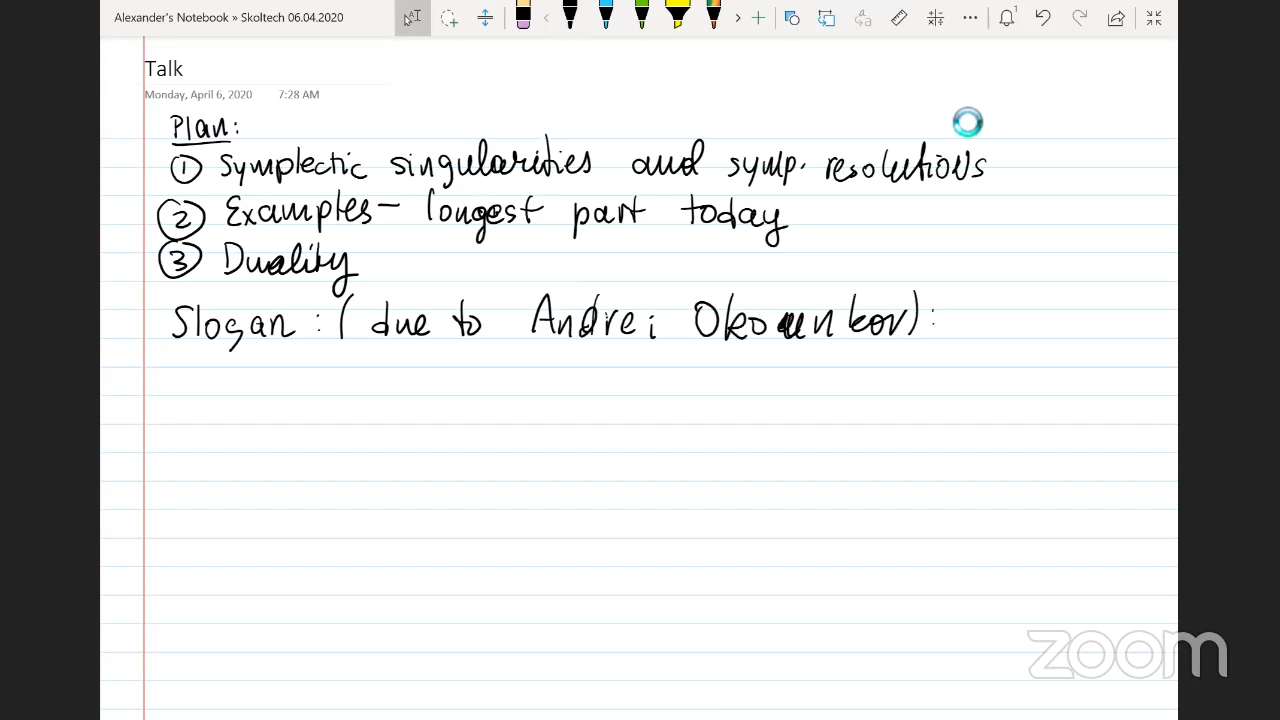 Alexander's Notebook » Skoltech 06.04.2020
Talk
Monday, April 6, 2020 7:28 AM
Plan:
① Symplectic singularities and symp. resolutions
② Examples - longest part today
③ Duality
Slogan: (due to Andrei Okounkov):
zoom